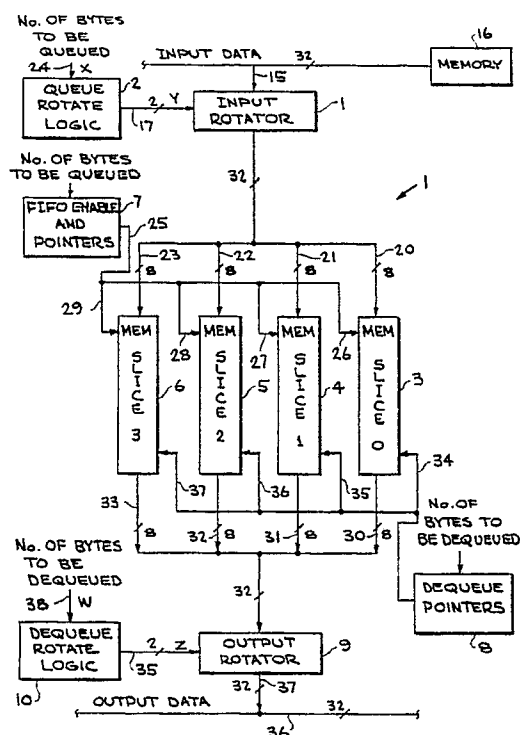 No. OF BYTES
TO BE
QUEUED
24 X
2
QUEUE
ROTATE
LOGIC
17
2 Y
INPUT DATA 32
15
16
MEMORY
INPUT
ROTATOR
1
32
1
No. OF BYTES
TO BE QUEUED
7
FIFO ENABLE
AND
POINTERS
25
23 22 21 20
8 8 8 8
29 28 27 26
MEM
SLICE
3
6
MEM
SLICE
2
5
MEM
SLICE
1
4
MEM
SLICE
0
3
37 36 35 34
33 8 32 8 31 8 30 8
No. OF
BYTES TO
BE DEQUEUED
DEQUEUE
POINTERS
8
No. OF BYTES
TO BE
DEQUEUED
38 W
DEQUEUE
ROTATE
LOGIC
10
2 Z
35
32
OUTPUT
ROTATOR
9
32 37
OUTPUT DATA 32
36